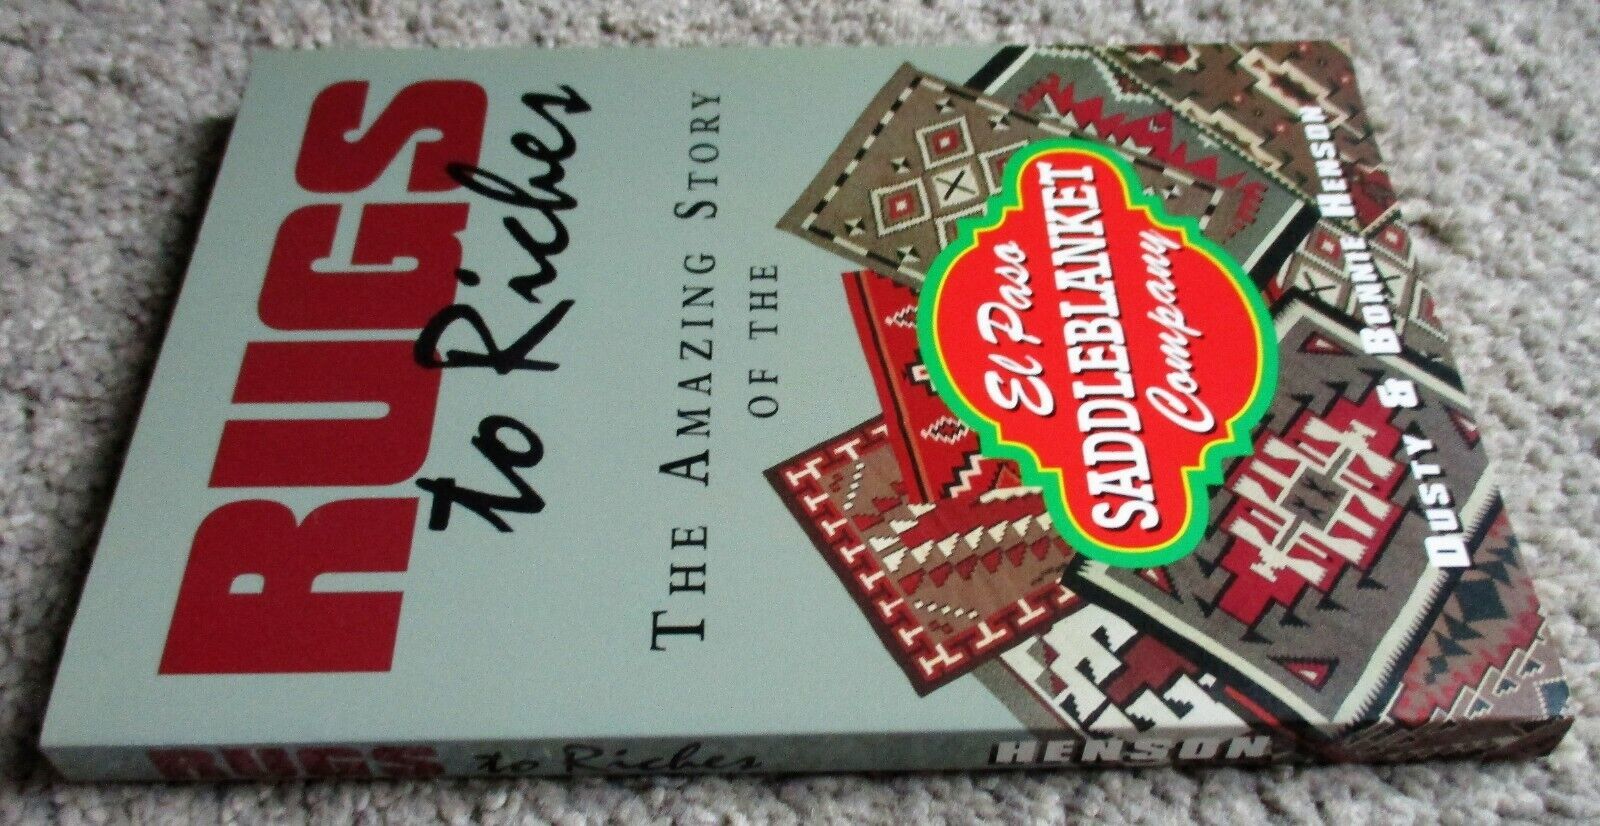 RUGS
to Riches
THE AMAZING STORY
OF THE
El Paso
SADDLEBLANKET
Company
DUSTY & BONNIE HENSON
RUGS to Riches HENSON